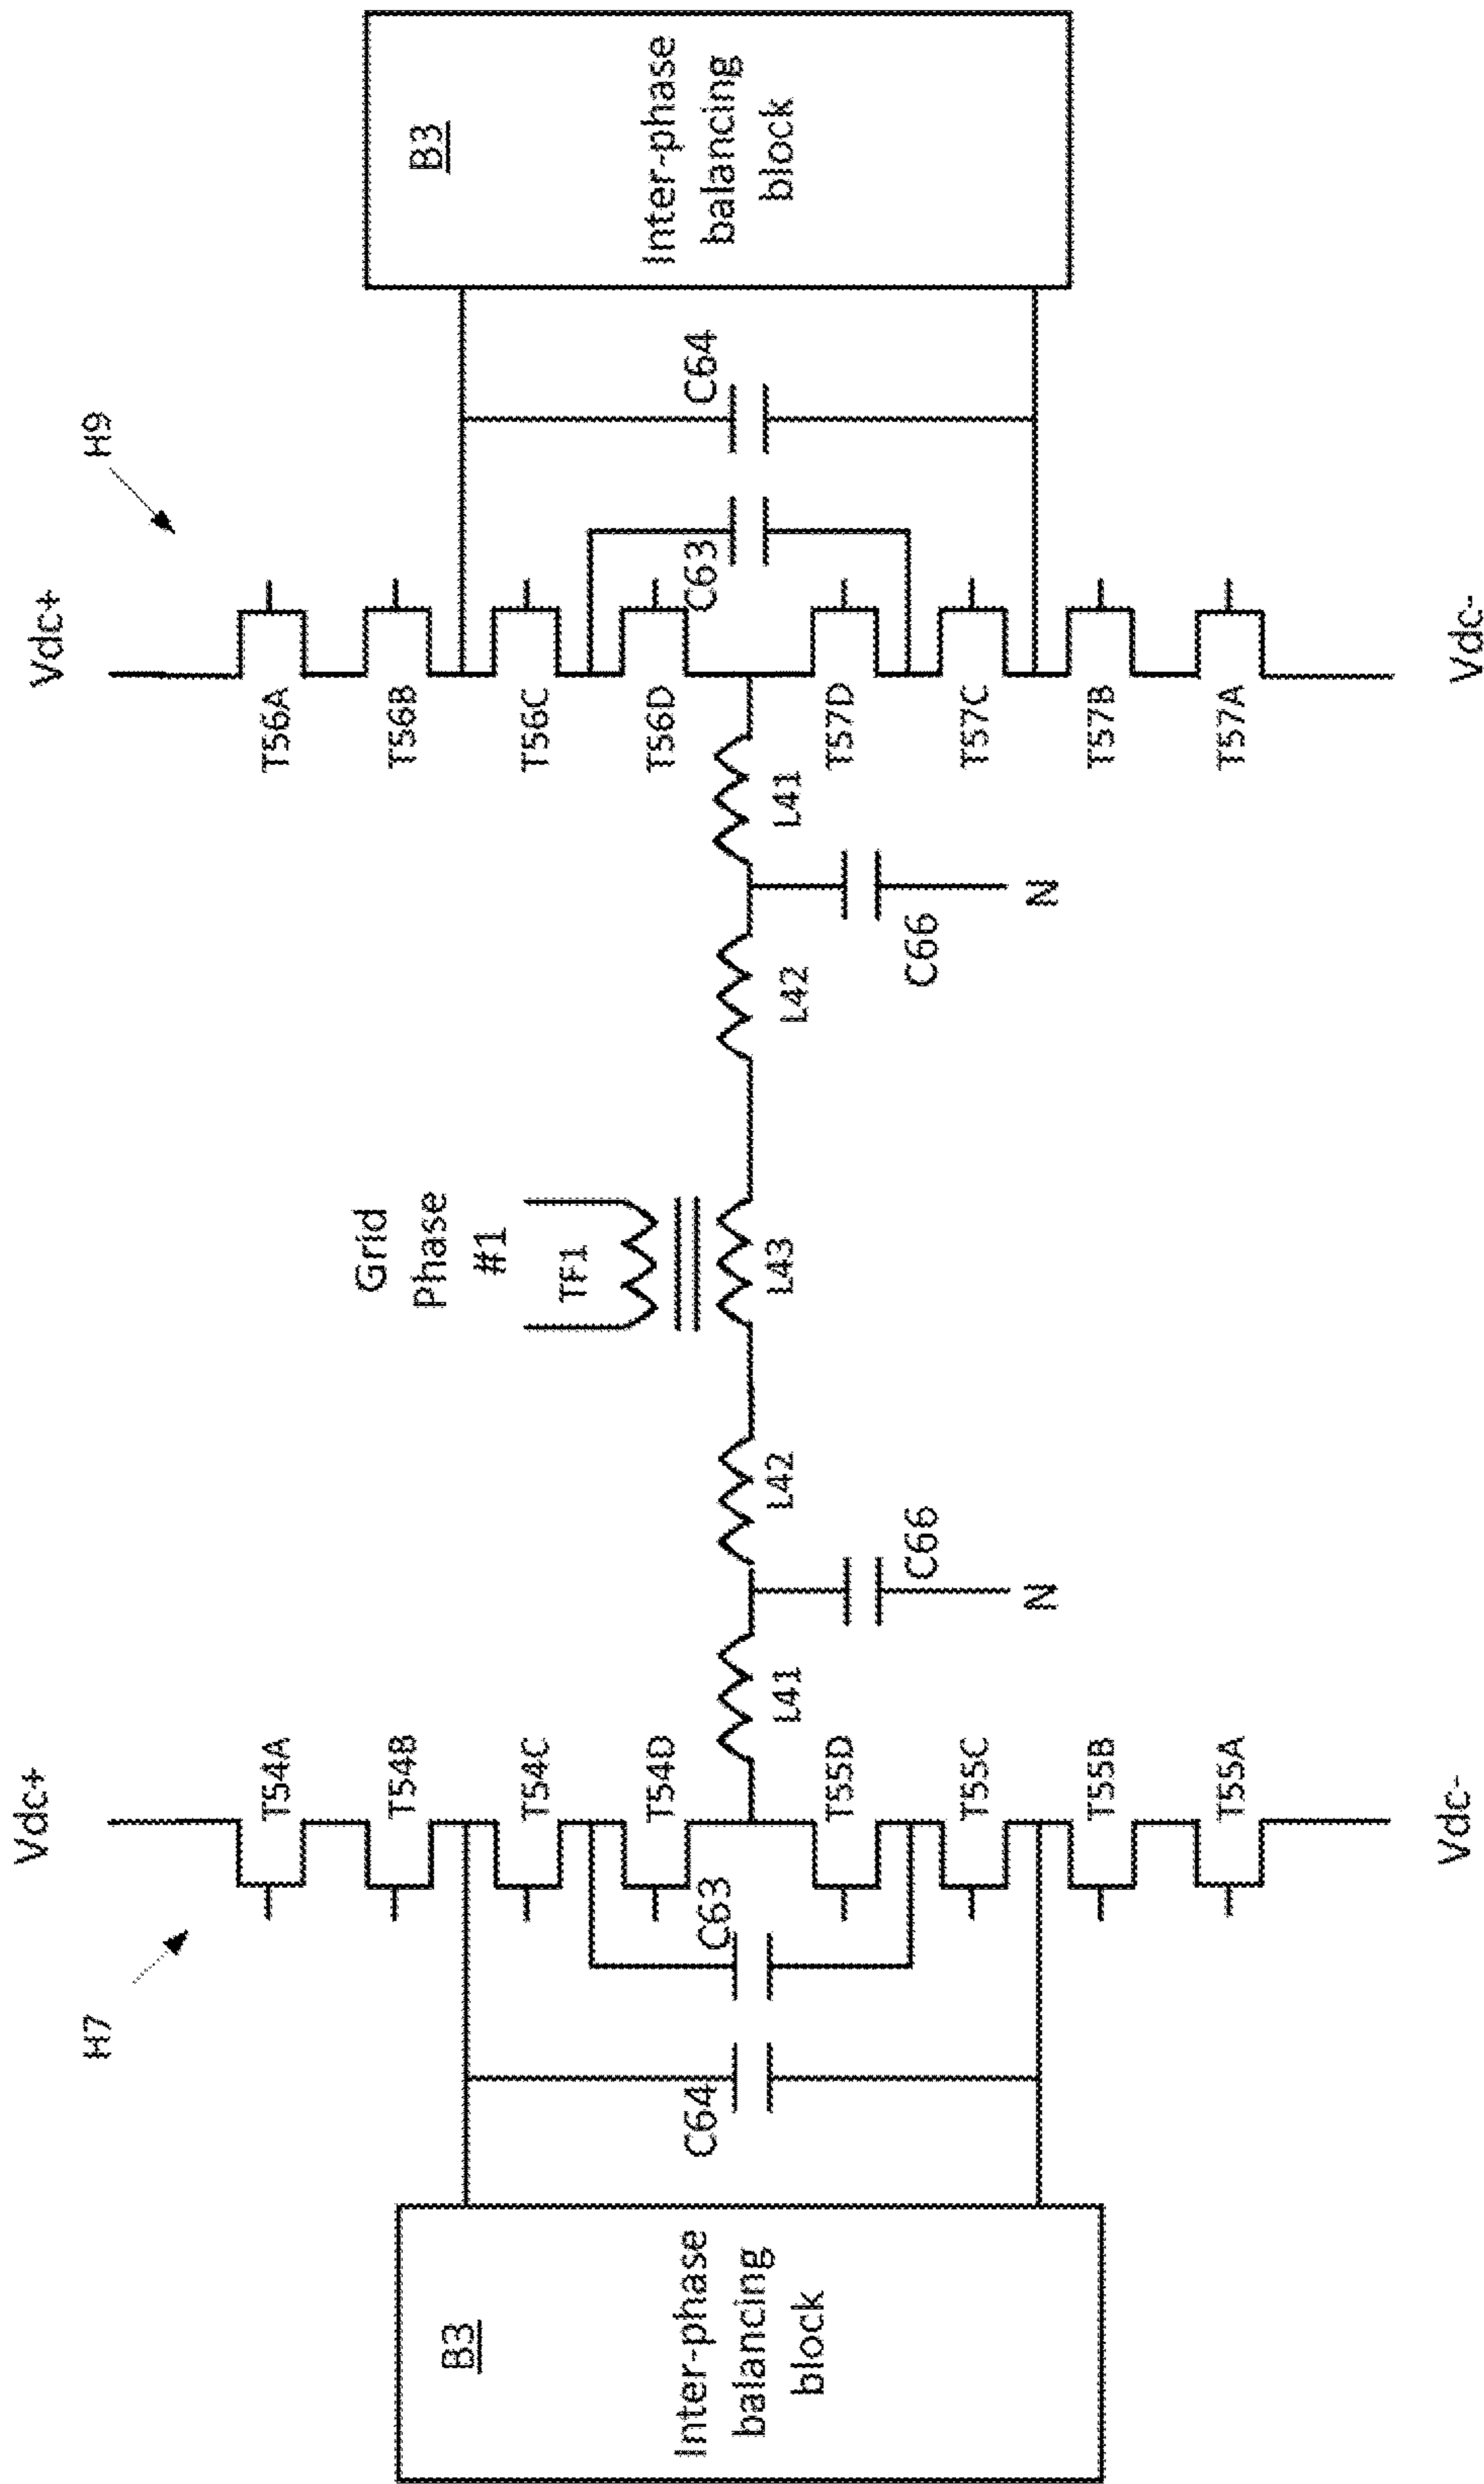 H7
H9
Vdc+
Vdc+
B3
Inter-phase
balancing
block
C64
C63
T54A
T54B
T54C
T54D
T55D
T55C
T55B
T55A
L41
C66
N
L42
Grid
Phase
#1
TF1
L43
L42
L41
C66
N
T56A
T56B
T56C
T56D
T57D
T57C
T57B
T57A
C63
C64
B3
Inter-phase
balancing
block
Vdc-
Vdc-